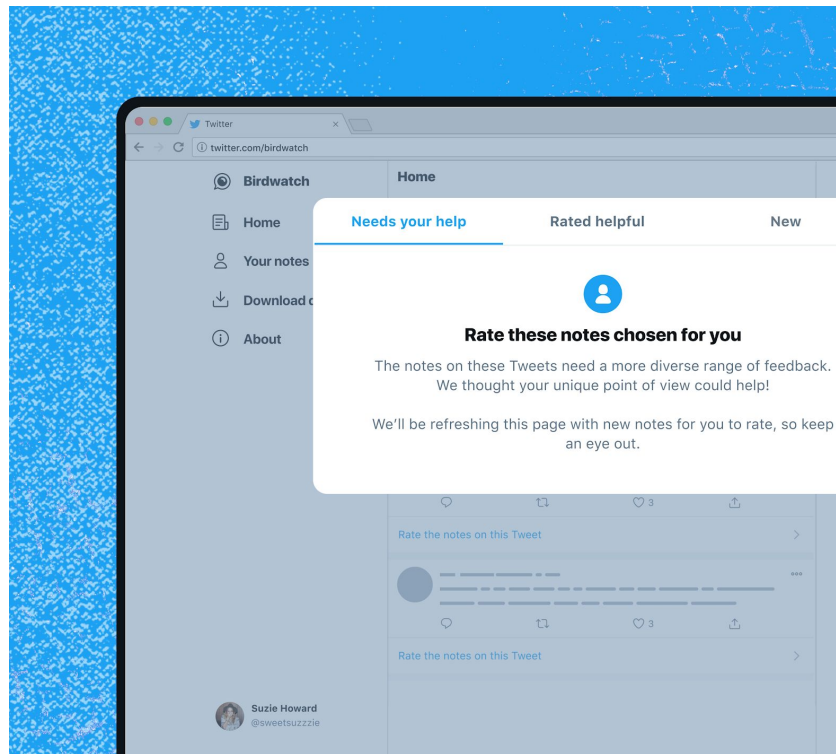 Twitter
twitter.com/birdwatch
Birdwatch
Home
Your notes
Download
About
Home
Needs your help
Rated helpful
New
Rate these notes chosen for you
The notes on these Tweets need a more diverse range of feedback.
We thought your unique point of view could help!
We'll be refreshing this page with new notes for you to rate, so keep
an eye out.
3
Rate the notes on this Tweet
3
Rate the notes on this Tweet
Suzie Howard
@sweetsuzzzie